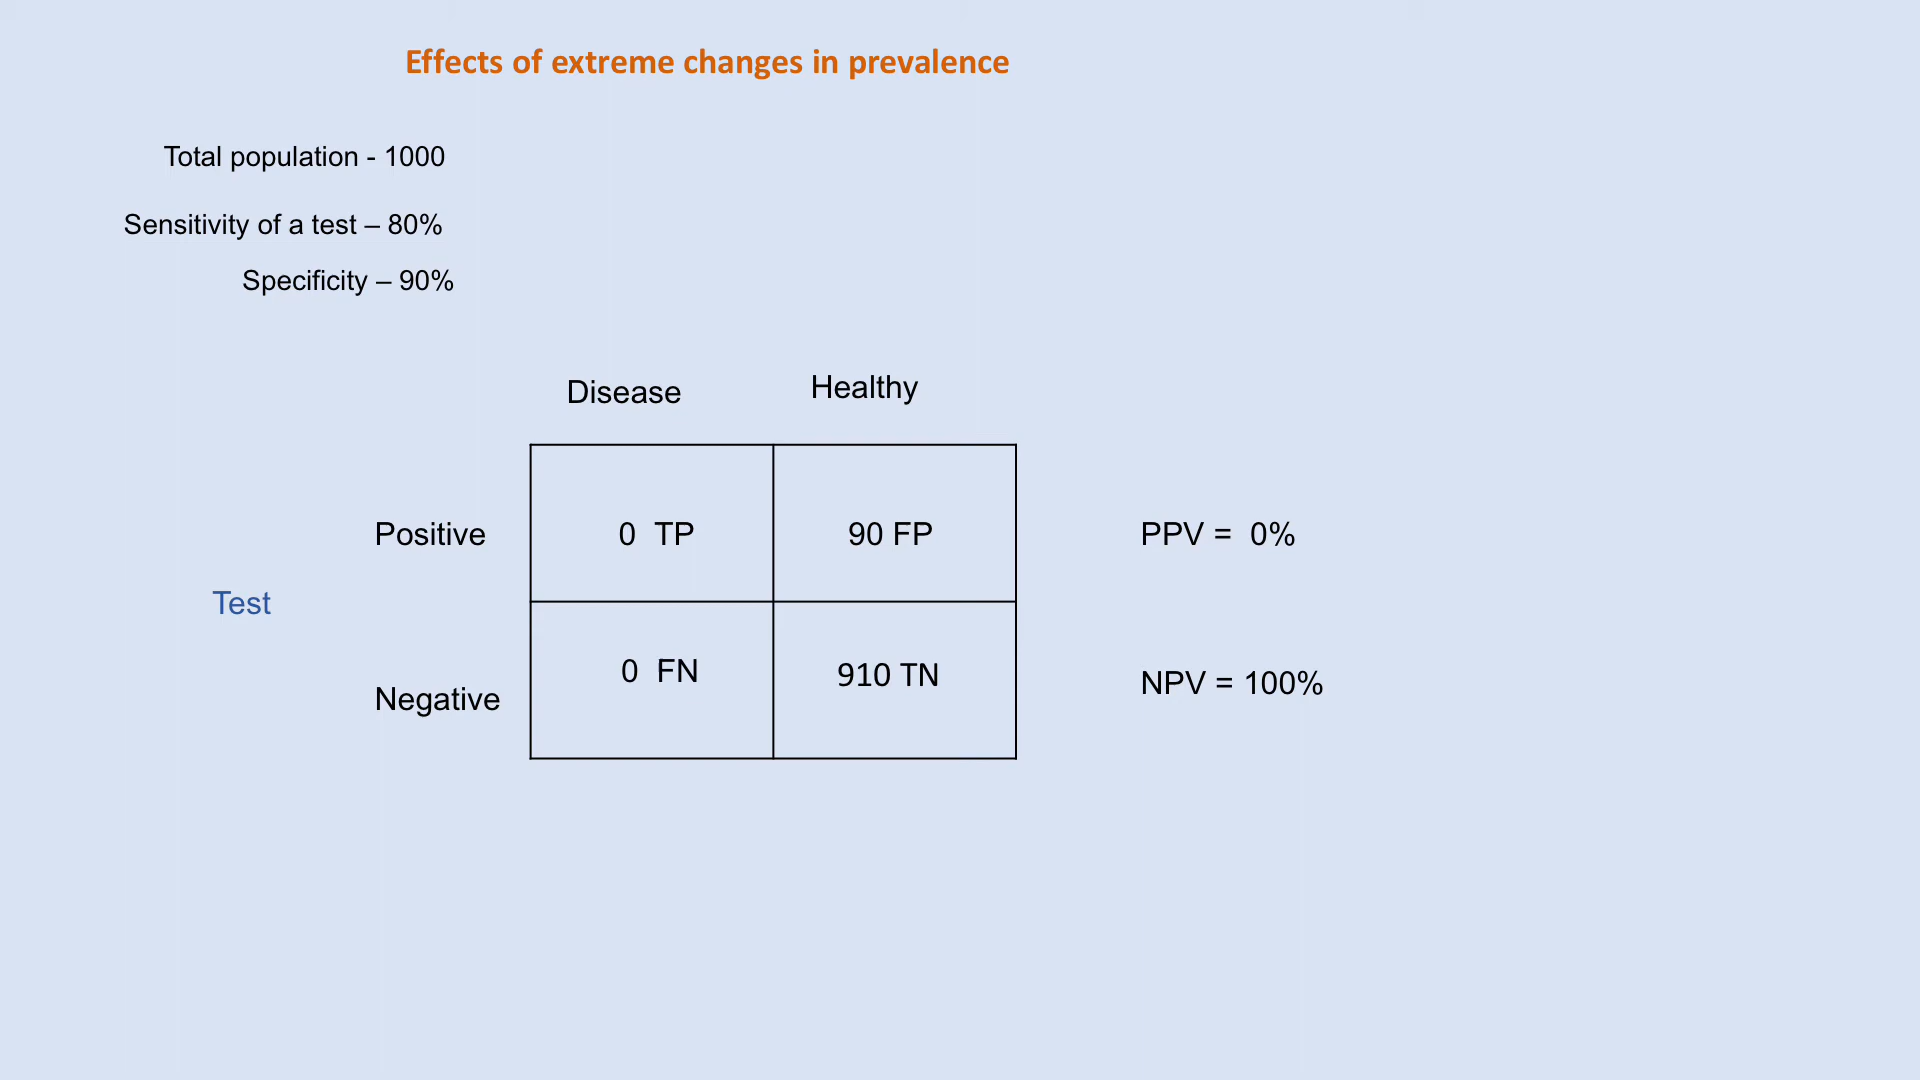 Effects of extreme changes in prevalence
Total population - 1000
Sensitivity of a test – 80%
Specificity – 90%
Disease Healthy
Positive 0 TP 90 FP PPV = 0%
Test
Negative 0 FN 910 TN NPV = 100%